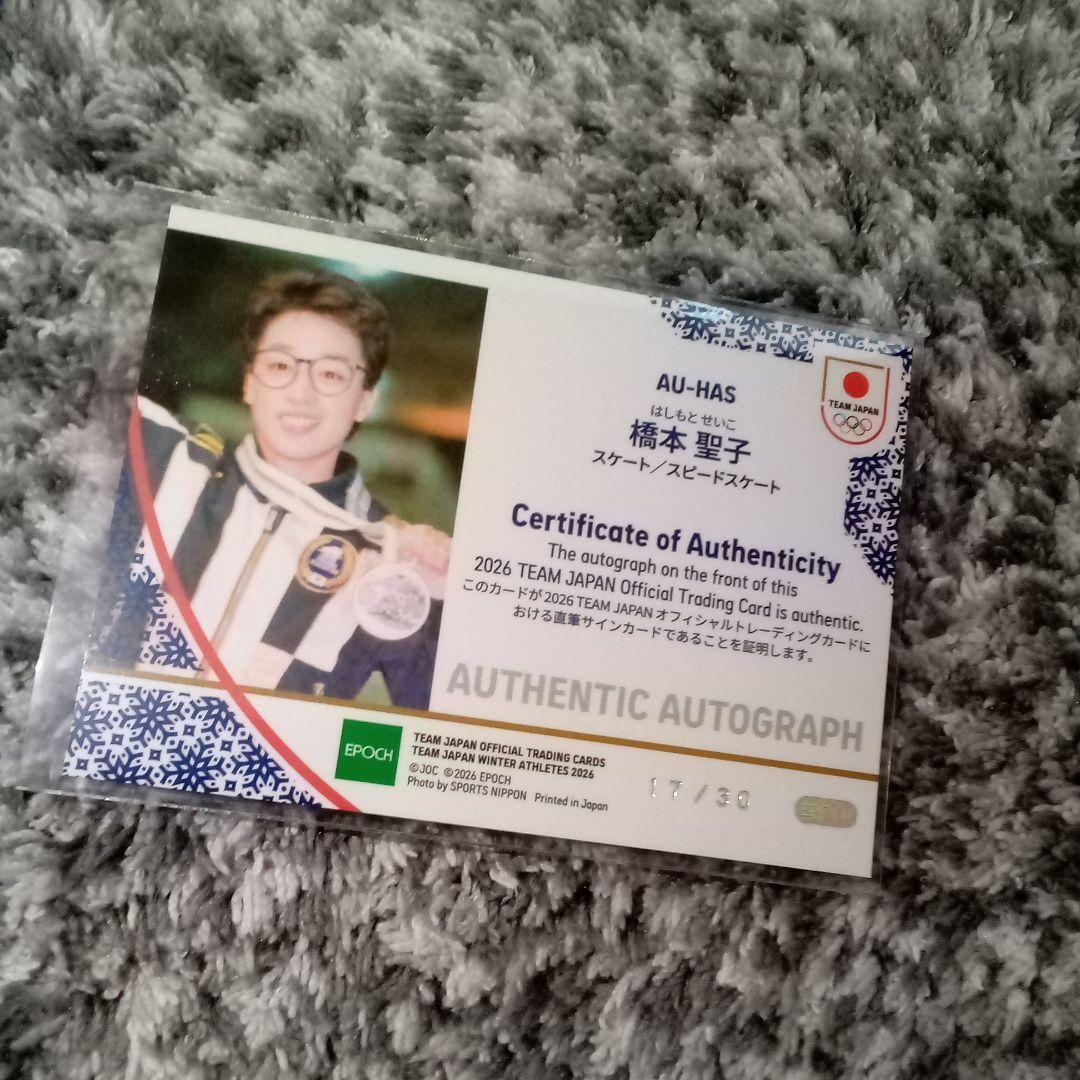 AU-HAS
はしもと せいこ
橋本 聖子
スケート／スピードスケート
TEAM JAPAN
Certificate of Authenticity
The autograph on the front of this
2026 TEAM JAPAN Official Trading Card is authentic.
このカードが2026 TEAM JAPAN オフィシャルトレーディングカードに
おける直筆サインカードであることを証明します。
AUTHENTIC AUTOGRAPH
EPOCH
TEAM JAPAN OFFICIAL TRADING CARDS
TEAM JAPAN WINTER ATHLETES 2026
©JOC ©2026 EPOCH
Photo by SPORTS NIPPON Printed in Japan
17/30
EPOCH